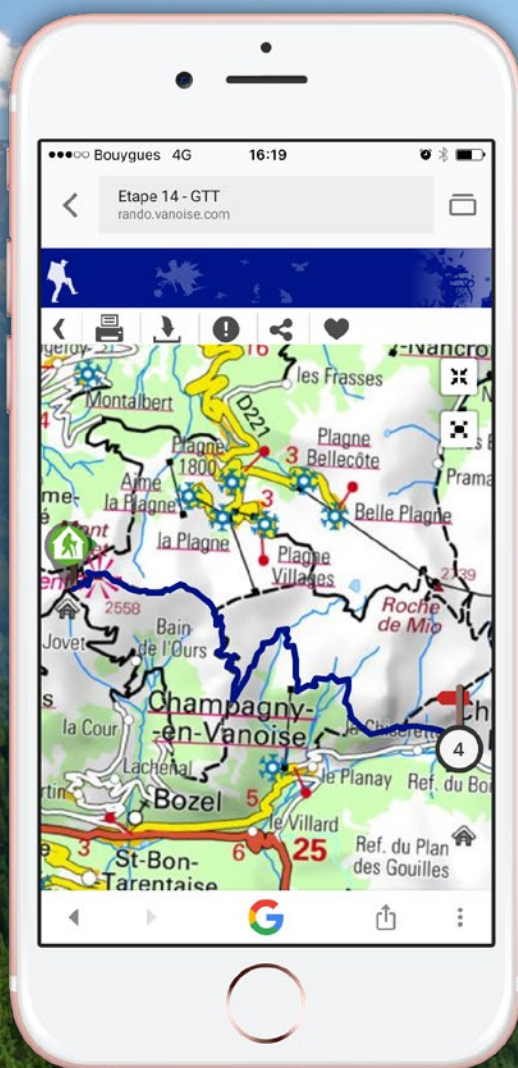 Bouygues 4G 16:19
Etape 14 - GTT
rando.vanoise.com
16
les Frasses
Montalbert
D221
Plagne
1800
3
Plagne
Bellecôte
Aime
la Plagne
3
Belle Plagne
la Plagne
Plagne
Villages
2739
Roche
de Mio
2558
Jovet
Bain
de l'Ours
Champagny-
-en-Vanoise
la Cour
4
Lachenal
le Planay
Bozel
5
le Villard
3
6
25
Ref. du Plan
des Gouilles
St-Bon-
Tarentaise
G